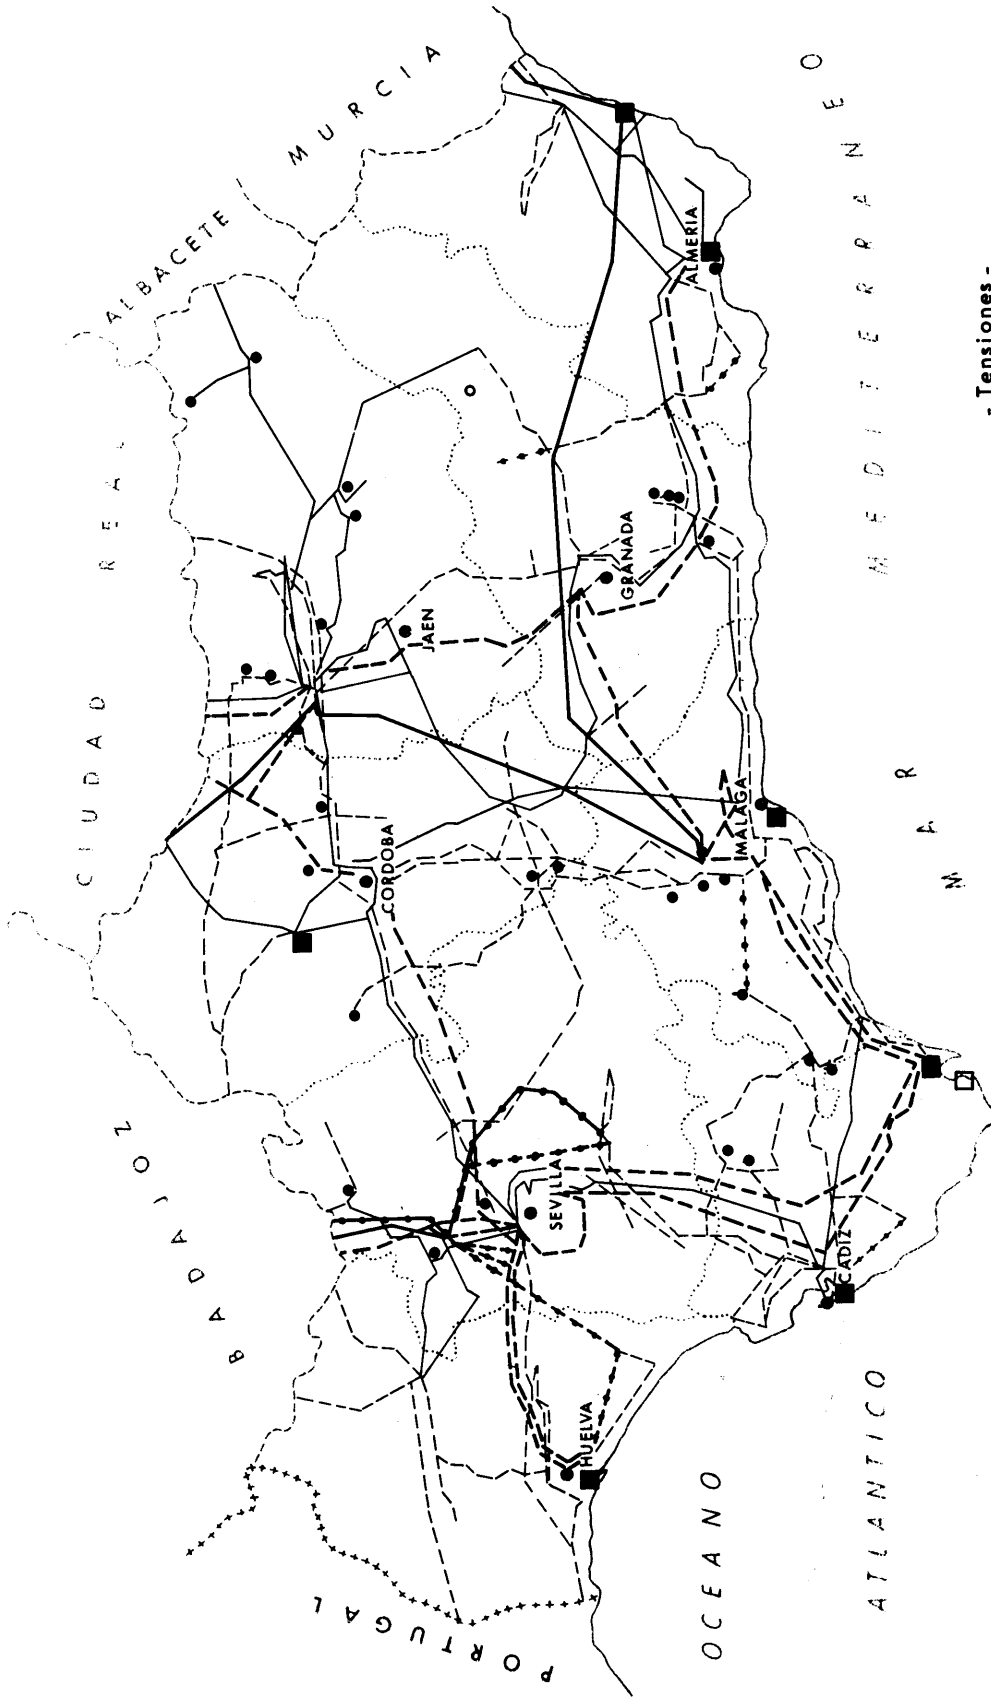 PORTUGAL
BADAJOZ
CIUDAD REAL
ALBACETE
MURCIA
HUELVA
SEVILLA
CORDOBA
JAEN
CADIZ
MALAGA
GRANADA
ALMERIA
OCEANO
ATLANTICO
MAR
MEDITERRANEO
- Tensiones -